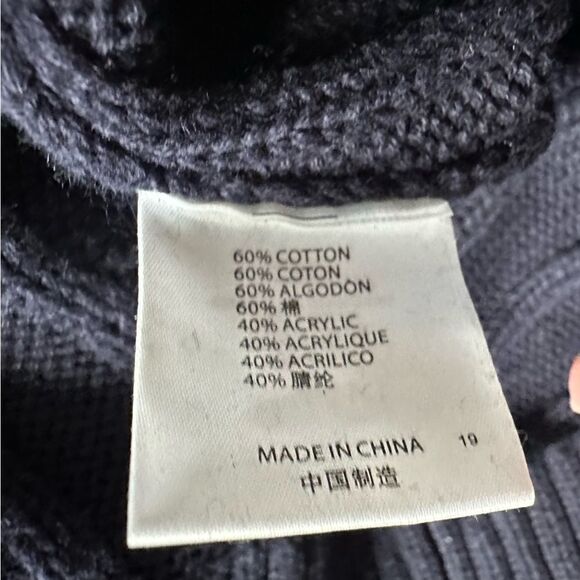 60% COTTON
60% COTON
60% ALGODÓN
60% 棉
40% ACRYLIC
40% ACRYLIQUE
40% ACRILICO
40% 腈纶
MADE IN CHINA 19
中国制造